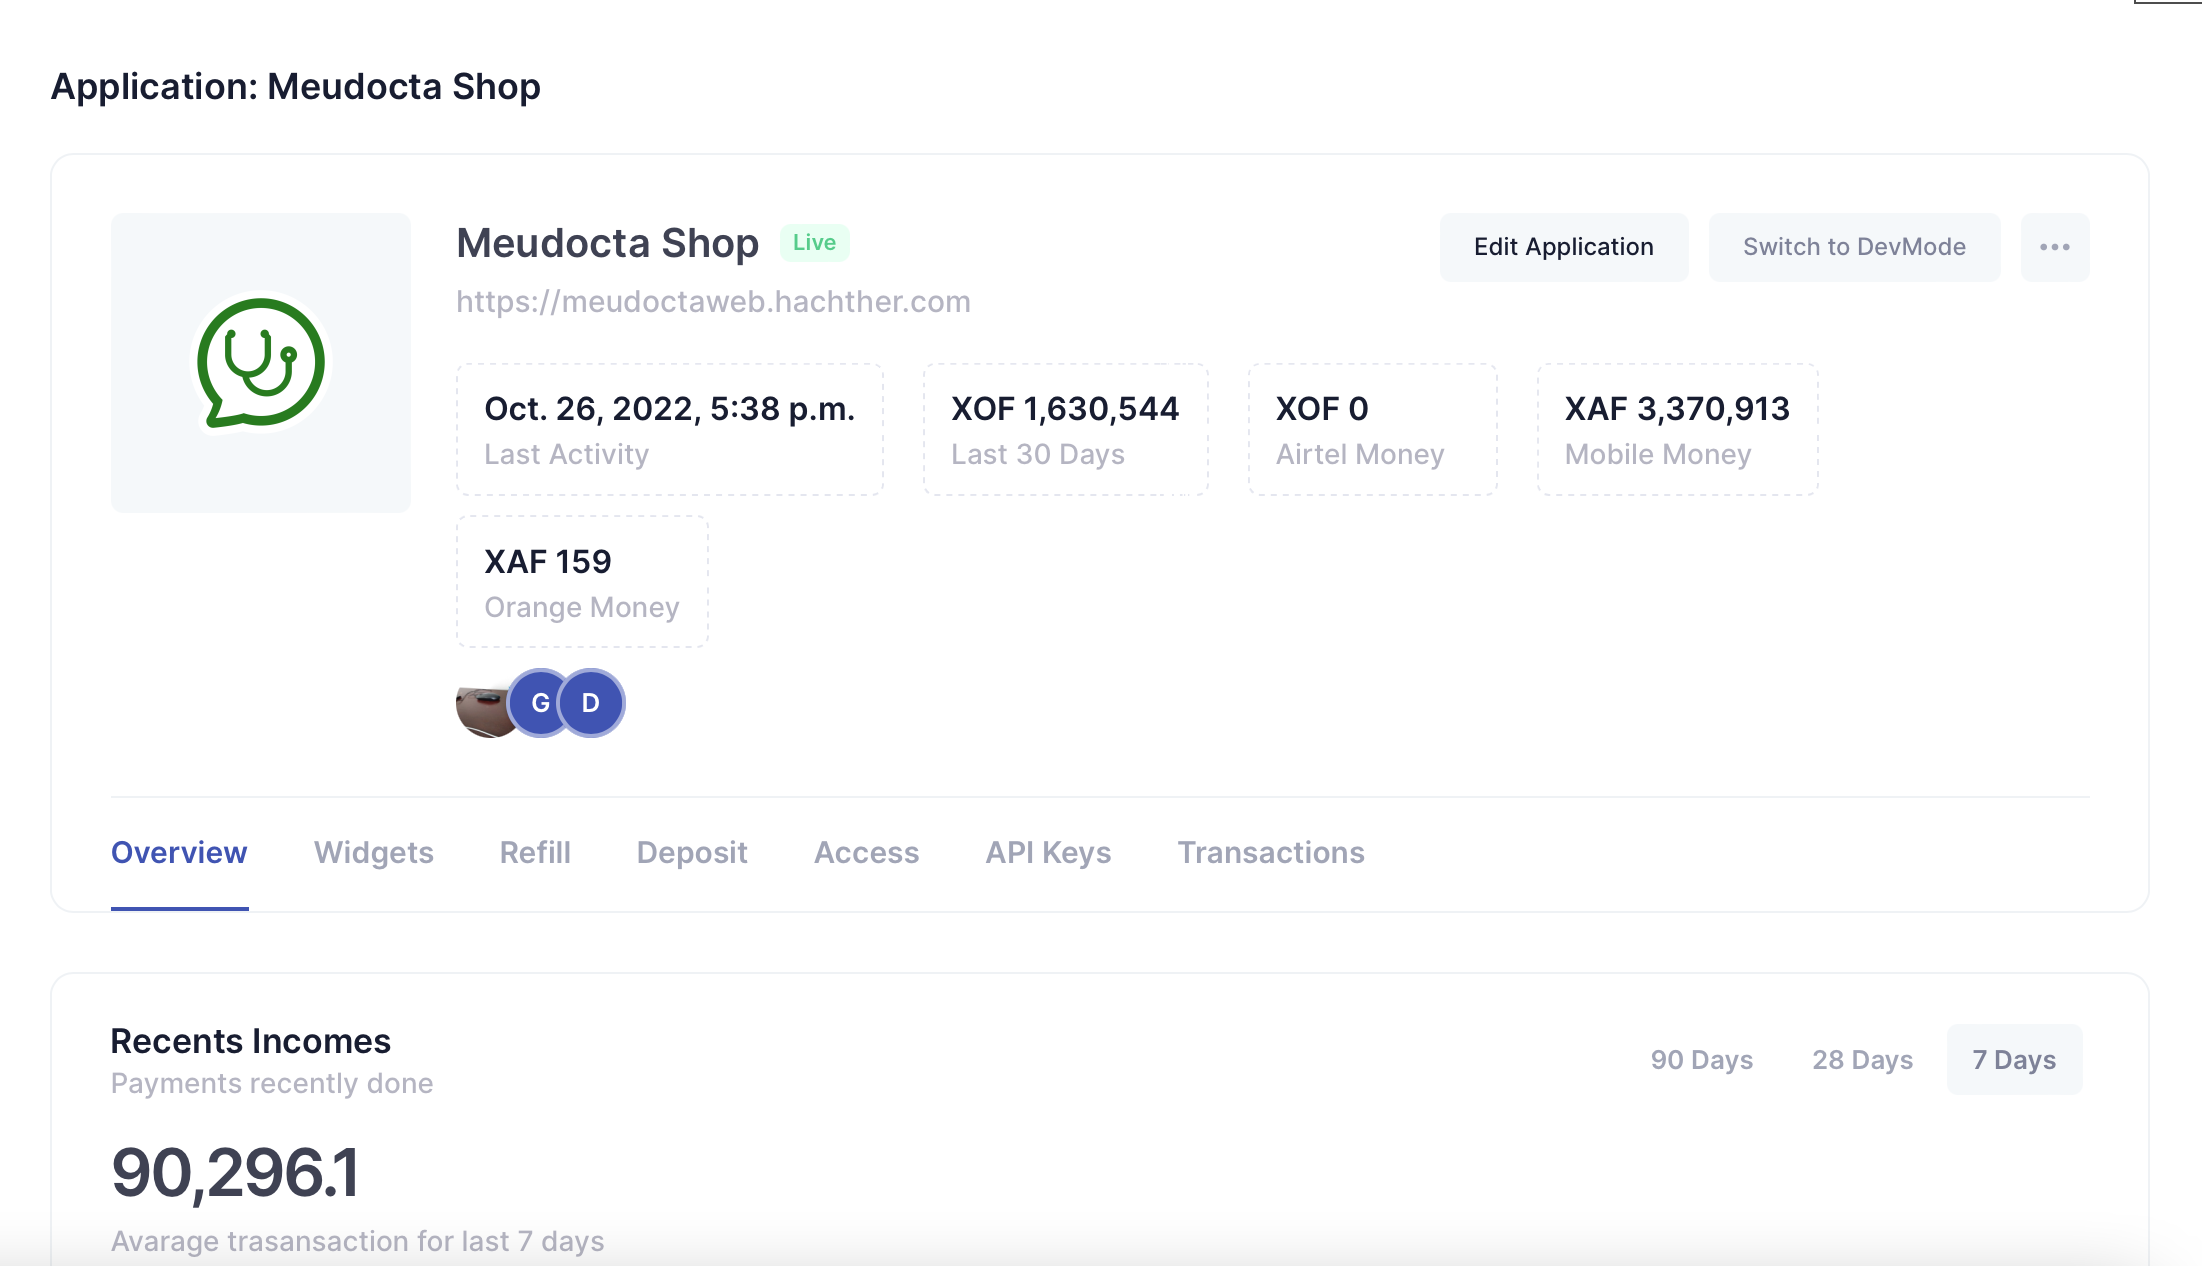 Application: Meudocta Shop
Meudocta Shop Live
https://meudoctaweb.hachther.com
Edit Application
Switch to DevMode
Oct. 26, 2022, 5:38 p.m.
Last Activity
XOF 1,630,544
Last 30 Days
XOF 0
Airtel Money
XAF 3,370,913
Mobile Money
XAF 159
Orange Money
G D
Overview Widgets Refill Deposit Access API Keys Transactions
Recents Incomes
Payments recently done
90 Days 28 Days 7 Days
90,296.1
Avarage trasansaction for last 7 days